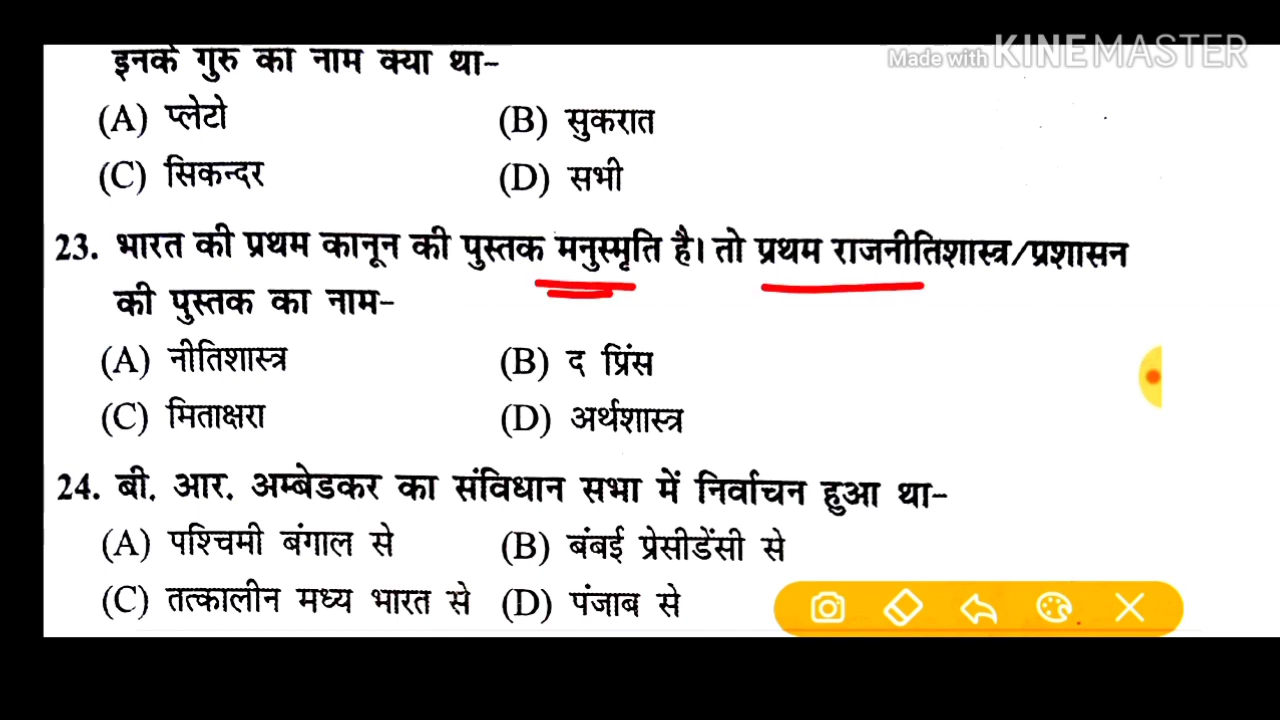 Made with KINEMASTER
इनके गुरु का नाम क्या था-
(A) प्लेटो (B) सुकरात
(C) सिकन्दर (D) सभी
23. भारत की प्रथम कानून की पुस्तक मनुस्मृति है। तो प्रथम राजनीतिशास्त्र/प्रशासन
की पुस्तक का नाम-
(A) नीतिशास्त्र (B) द प्रिंस
(C) मिताक्षरा (D) अर्थशास्त्र
24. बी. आर. अम्बेडकर का संविधान सभा में निर्वाचन हुआ था-
(A) पश्चिमी बंगाल से (B) बंबई प्रेसीडेंसी से
(C) तत्कालीन मध्य भारत से (D) पंजाब से